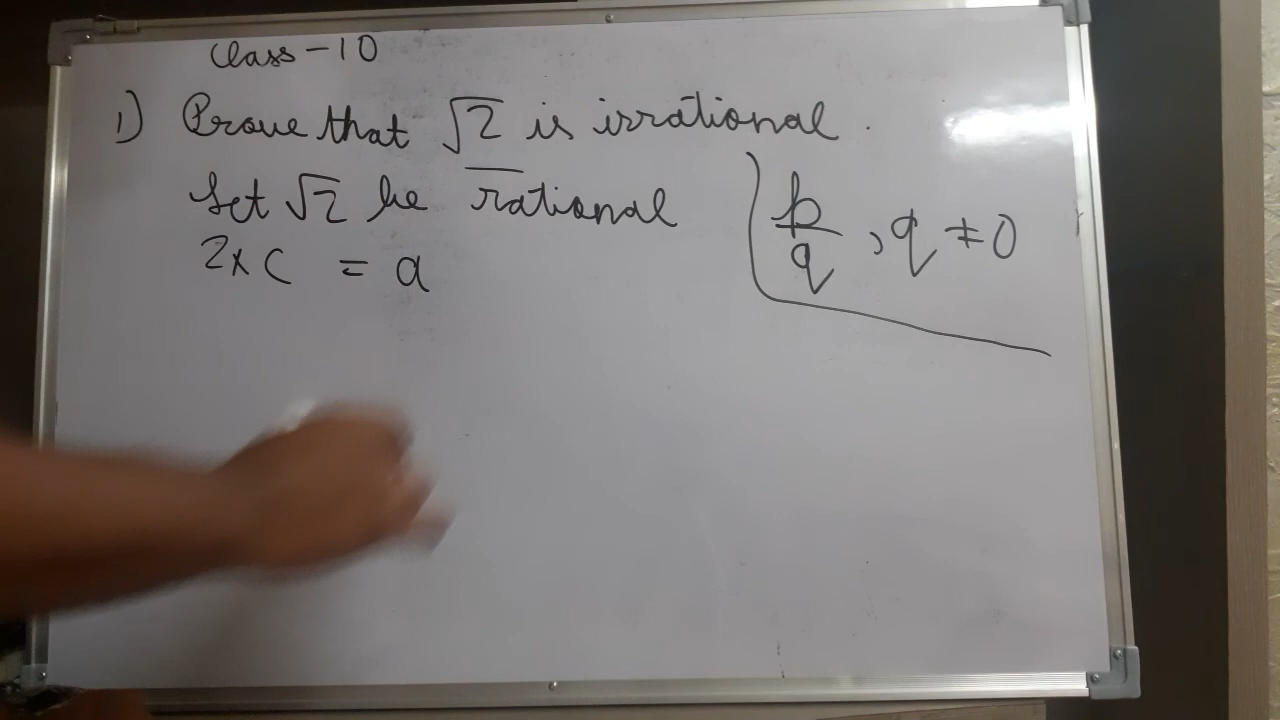 Class - 10
1) Prove that √2 is irrational.
Let √2 be rational
p/q, q ≠ 0
2 x c = a